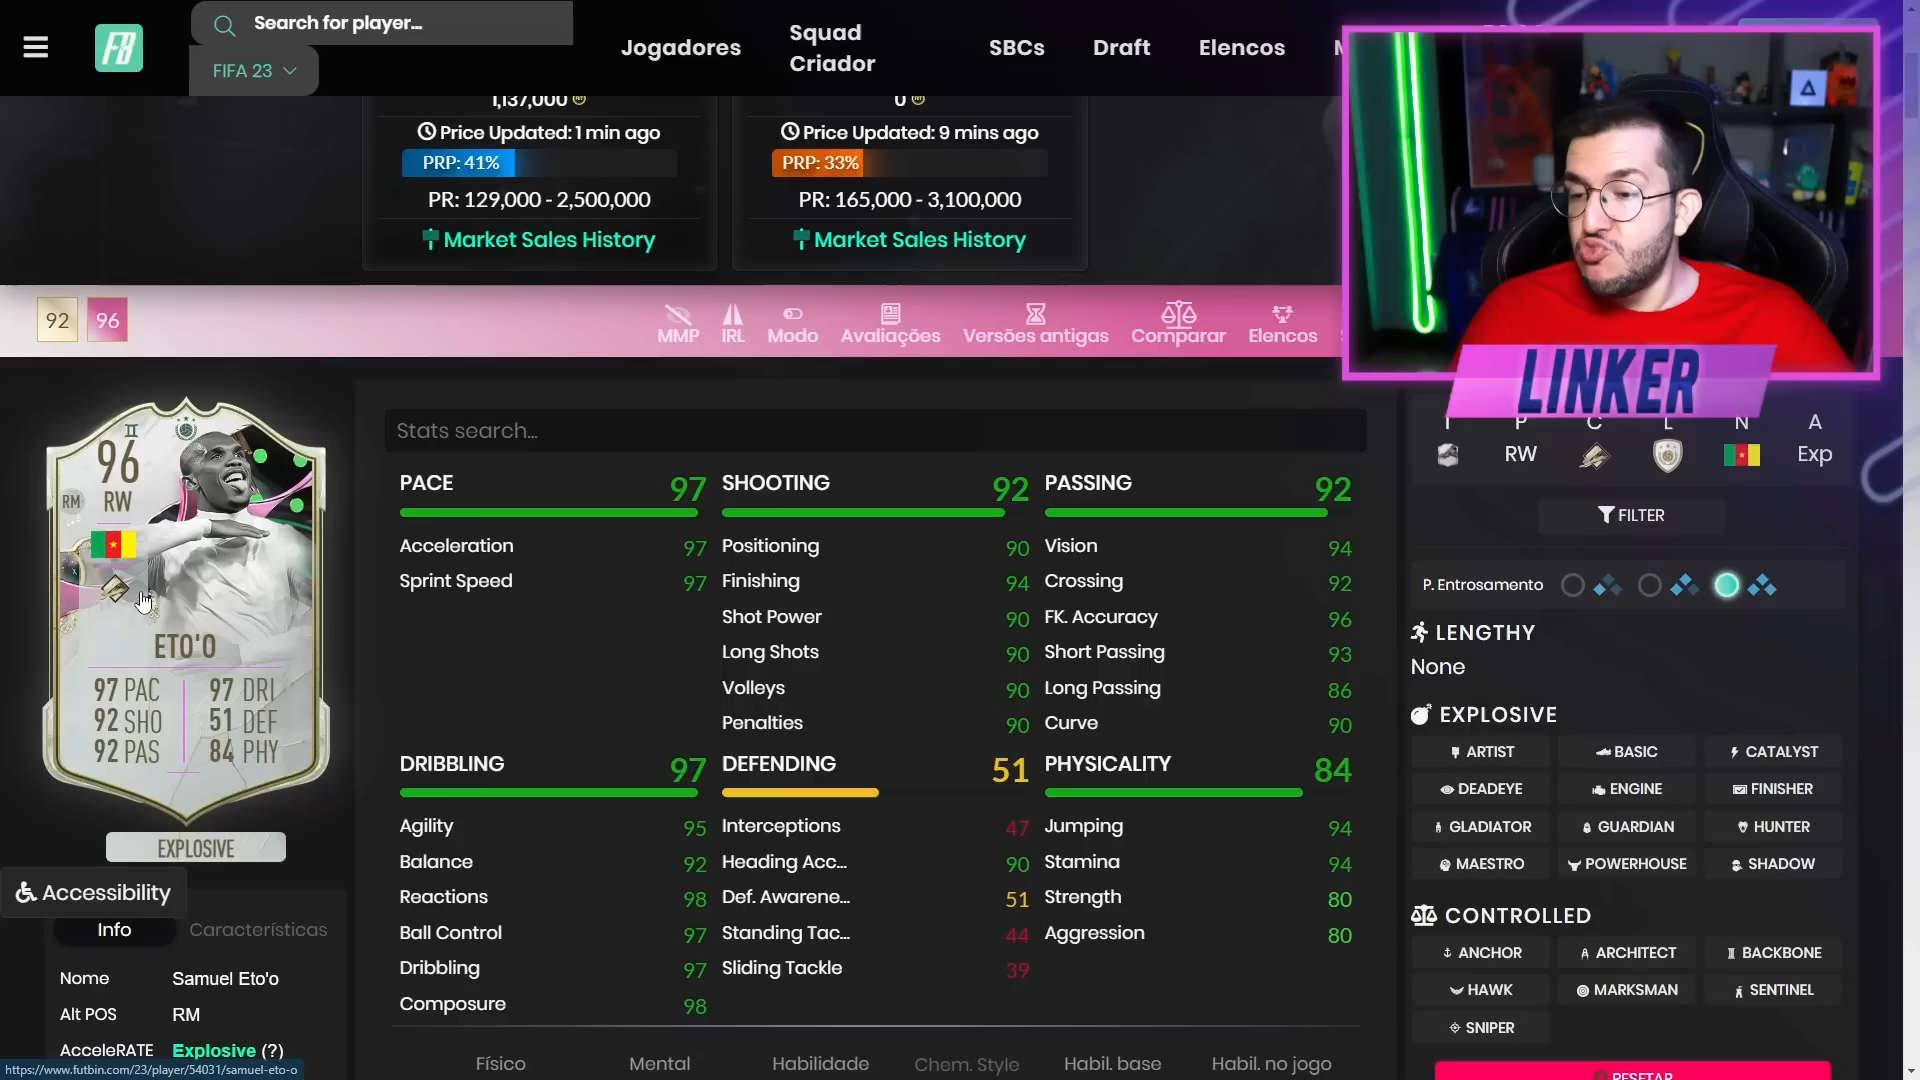 FB
Search for player...
FIFA 23
Jogadores
Squad
Criador
SBCs
Draft
Elencos
1,137,000
0
Price Updated: 1 min ago
Price Updated: 9 mins ago
PRP: 41%
PRP: 33%
PR: 129,000 - 2,500,000
PR: 165,000 - 3,100,000
Market Sales History
Market Sales History
92
96
MMP
IRL
Modo
Avaliações
Versões antigas
Comparar
Elencos
LINKER
96
RW
RM
ETO'O
97 PAC
97 DRI
92 SHO
51 DEF
92 PAS
84 PHY
EXPLOSIVE
Accessibility
Info
Características
Nome Samuel Eto'o
Alt POS RM
AcceleRATE Explosive (?)
https://www.futbin.com/23/player/54031/samuel-eto-o
Stats search...
PACE 97
Acceleration 97
Sprint Speed 97
SHOOTING 92
Positioning 90
Finishing 94
Shot Power 90
Long Shots 90
Volleys 90
Penalties 90
PASSING 92
Vision 94
Crossing 92
FK. Accuracy 96
Short Passing 93
Long Passing 86
Curve 90
DRIBBLING 97
Agility 95
Balance 92
Reactions 98
Ball Control 97
Dribbling 97
Composure 98
DEFENDING 51
Interceptions 47
Heading Acc... 90
Def. Awarene... 51
Standing Tac... 44
Sliding Tackle 39
PHYSICALITY 84
Jumping 94
Stamina 94
Strength 80
Aggression 80
Físico
Mental
Habilidade
Chem. Style
Habil. base
Habil. no jogo
P C L N A
RW Exp
FILTER
P. Entrosamento
LENGTHY
None
EXPLOSIVE
ARTIST BASIC CATALYST
DEADEYE ENGINE FINISHER
GLADIATOR GUARDIAN HUNTER
MAESTRO POWERHOUSE SHADOW
CONTROLLED
ANCHOR ARCHITECT BACKBONE
HAWK MARKSMAN SENTINEL
SNIPER
RESETAR